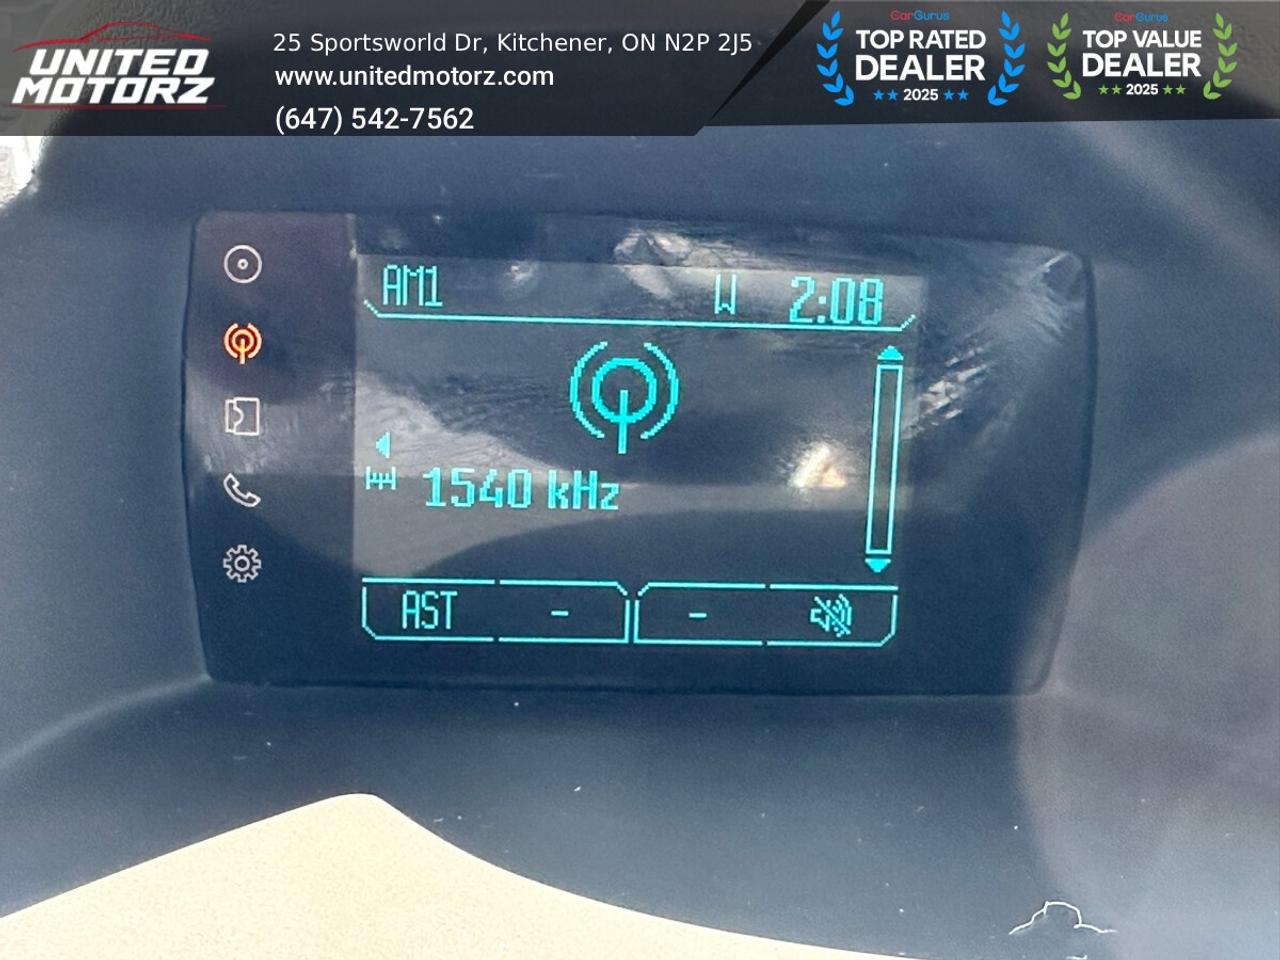 UNITED
MOTORZ
25 Sportsworld Dr, Kitchener, ON N2P 2J5
www.unitedmotorz.com
(647) 542-7562
CarGurus
TOP RATED
DEALER
2025
CarGurus
TOP VALUE
DEALER
2025
AM1 W 2:08
1540 kHz
AST - -